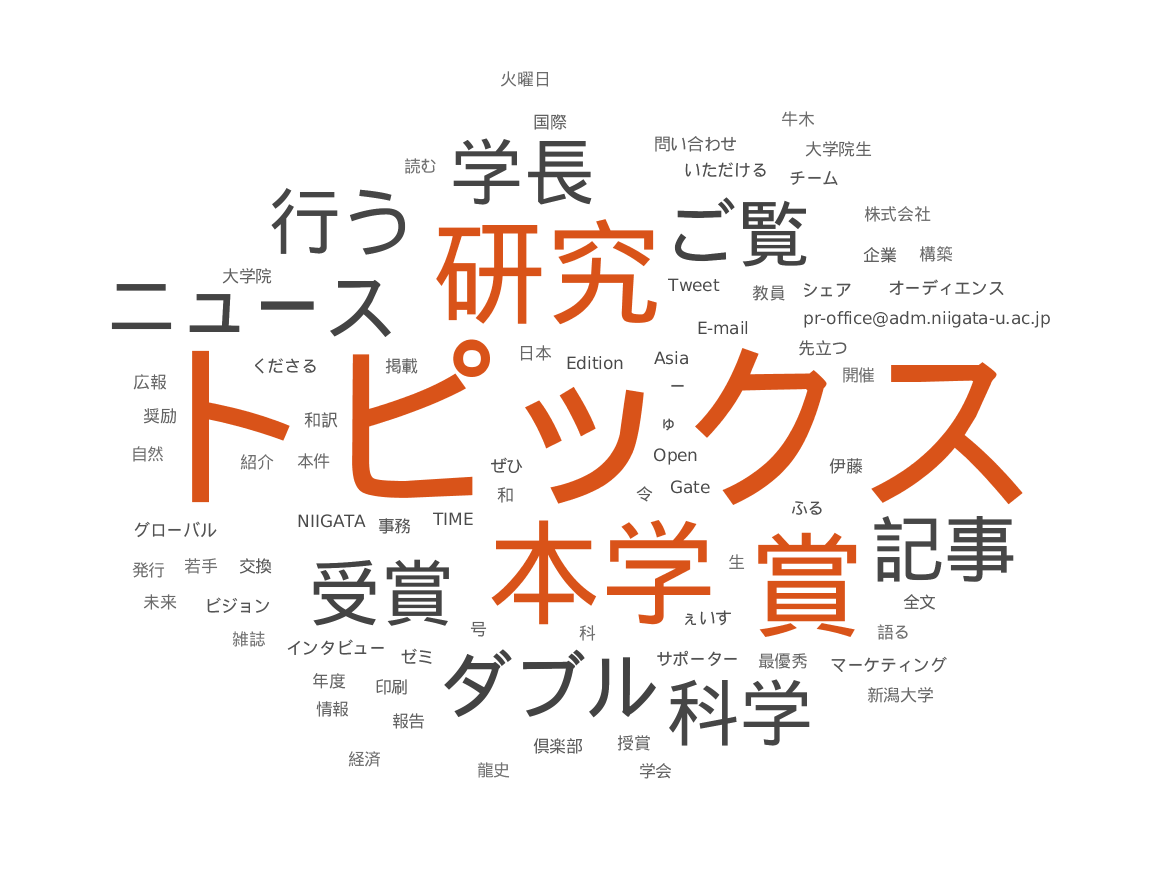 火曜日
国際
牛木
問い合わせ
大学院生
読む
学長
いただける
チーム
行う
研究
ご覧
株式会社
企業
構築
大学院
ニュース
Tweet
教員
シェア
オーディエンス
E-mail
pr-office@adm.niigata-u.ac.jp
トピックス
日本
先立つ
くださる
掲載
Edition
Asia
開催
広報
ー
奨励
和訳
ゅ
自然
紹介
本件
ぜひ
Open
伊藤
和
令
Gate
ふる
グローバル
NIIGATA
事務
TIME
本学
賞
記事
発行
若手
交換
受賞
生
未来
ビジョン
全文
ぇいす
雑誌
号
科
語る
インタビュー
ゼミ
ダブル
サポーター
最優秀
マーケティング
年度
印刷
科学
新潟大学
情報
報告
倶楽部
授賞
経済
龍史
学会